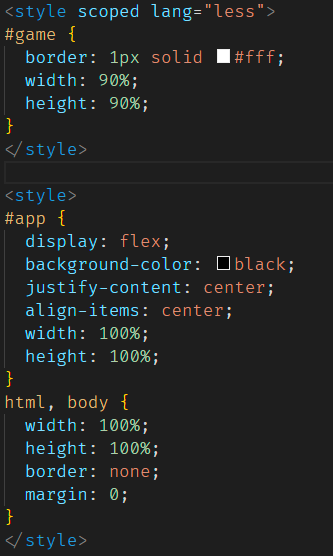 <style scoped lang="less">
#game {
  border: 1px solid #fff;
  width: 90%;
  height: 90%;
}
</style>

<style>
#app {
  display: flex;
  background-color: black;
  justify-content: center;
  align-items: center;
  width: 100%;
  height: 100%;
}
html, body {
  width: 100%;
  height: 100%;
  border: none;
  margin: 0;
}
</style>